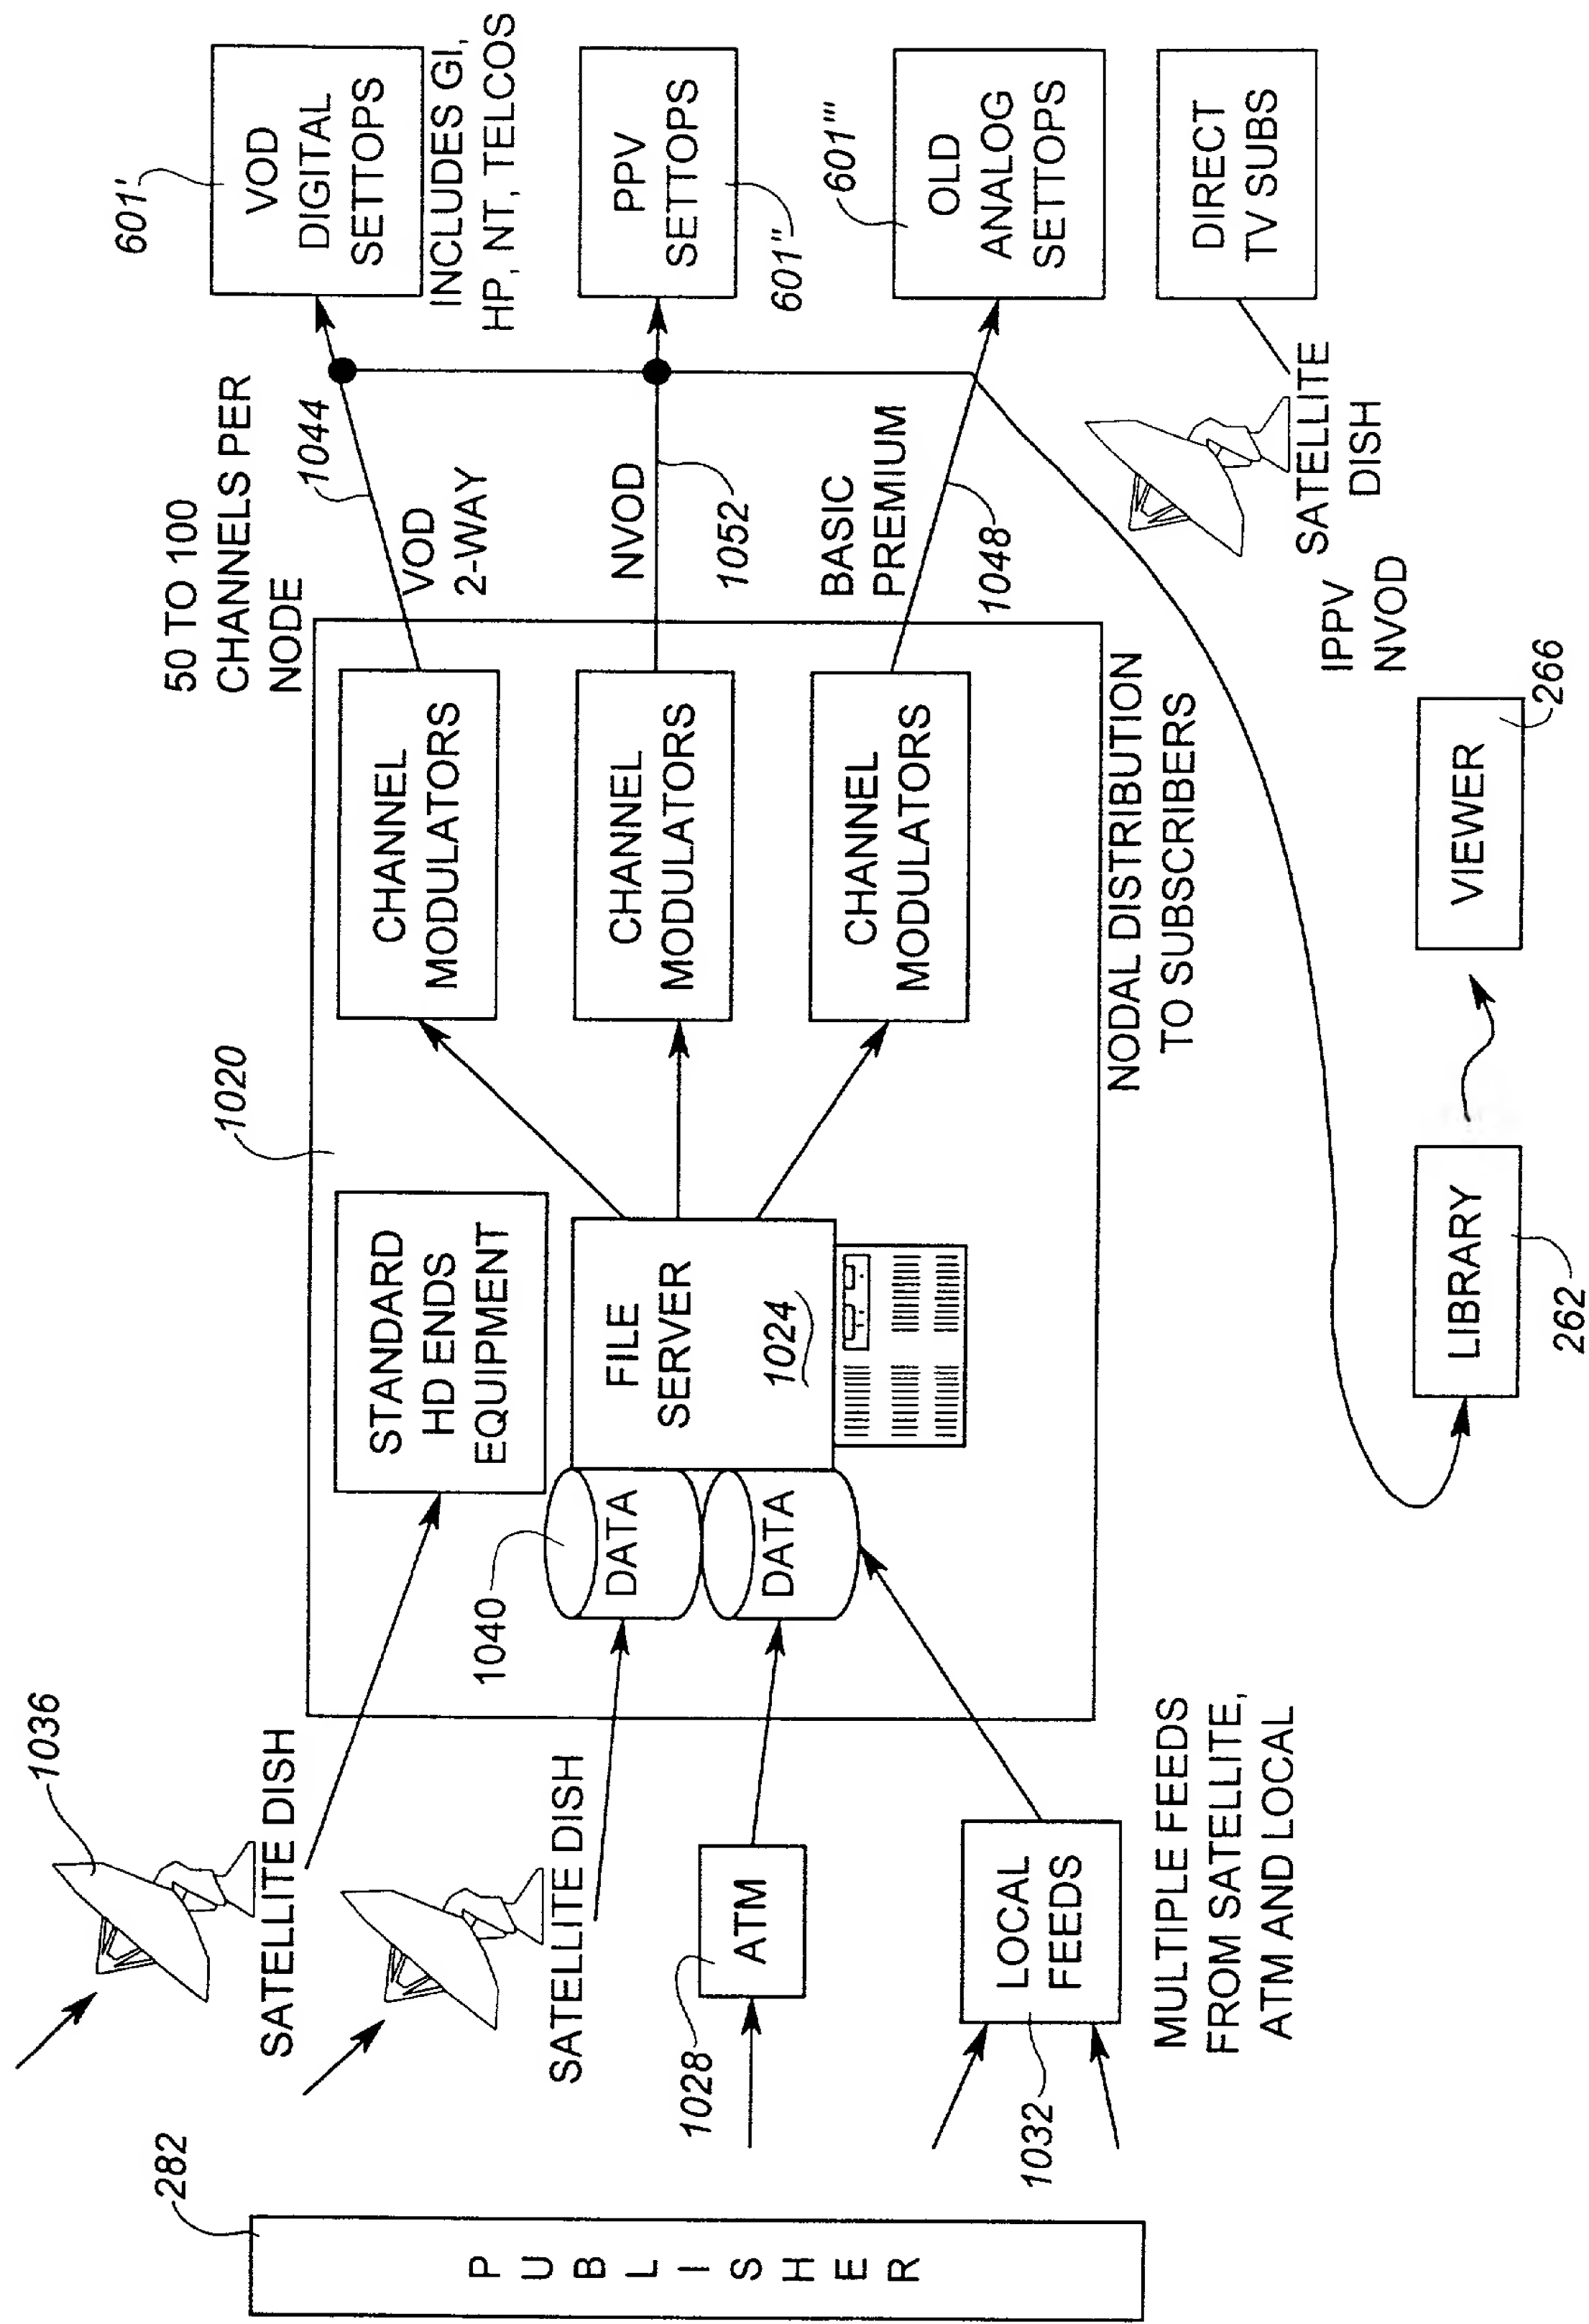 282
PUBLISHER
1036
SATELLITE DISH
SATELLITE DISH
1028
ATM
1032
LOCAL
FEEDS
MULTIPLE FEEDS
FROM SATELLITE,
ATM AND LOCAL
1020
STANDARD
HD ENDS
EQUIPMENT
1040
DATA
DATA
FILE
SERVER
1024
CHANNEL
MODULATORS
CHANNEL
MODULATORS
CHANNEL
MODULATORS
NODAL DISTRIBUTION
TO SUBSCRIBERS
50 TO 100
CHANNELS PER
NODE
1044
VOD
2-WAY
NVOD
1052
BASIC
PREMIUM
1048
601'
VOD
DIGITAL
SETTOPS
INCLUDES GI,
HP, NT, TELCOS
PPV
SETTOPS
601"
601'''
OLD
ANALOG
SETTOPS
DIRECT
TV SUBS
SATELLITE
DISH
IPPV
NVOD
LIBRARY
262
VIEWER
266